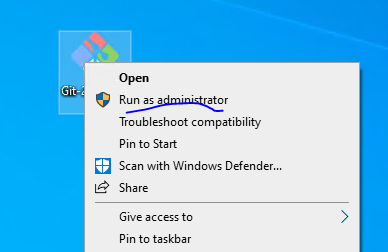 Git-2
Open
Run as administrator
Troubleshoot compatibility
Pin to Start
Scan with Windows Defender...
Share
Give access to
Pin to taskbar